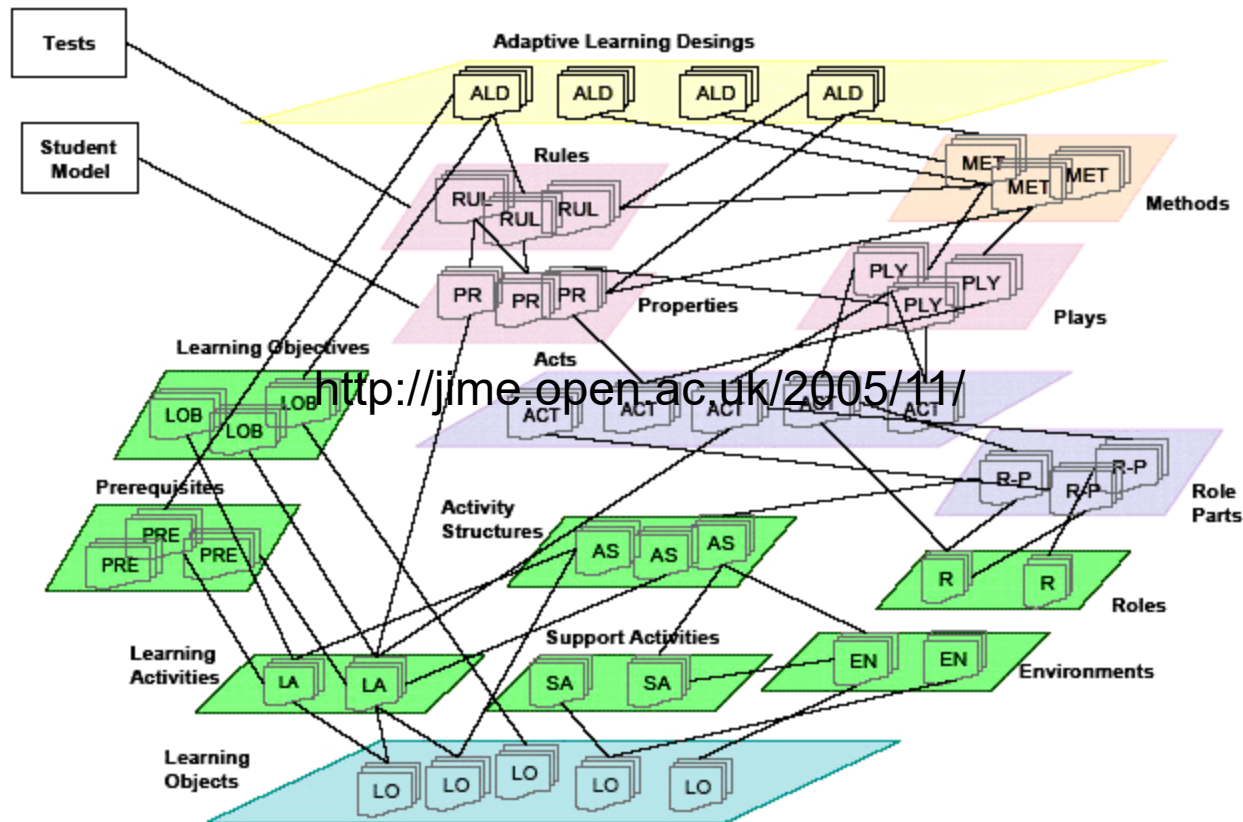 Tests
Adaptive Learning Desings
ALD ALD ALD ALD
Student
Model
Rules
RUL RUL RUL
MET MET MET
Methods
PR PR PR
Properties
PLY PLY PLY
Plays
Learning Objectives
LOB LOB LOB
Acts
http://jime.open.ac.uk/2005/11/
ACT ACT ACT ACT ACT
Prerequisites
PRE PRE PRE
Activity
Structures
AS AS AS
R-P R-P R-P
Role
Parts
R R
Roles
Learning
Activities
LA LA
Support Activities
SA SA
EN EN
Environments
Learning
Objects
LO LO LO LO LO